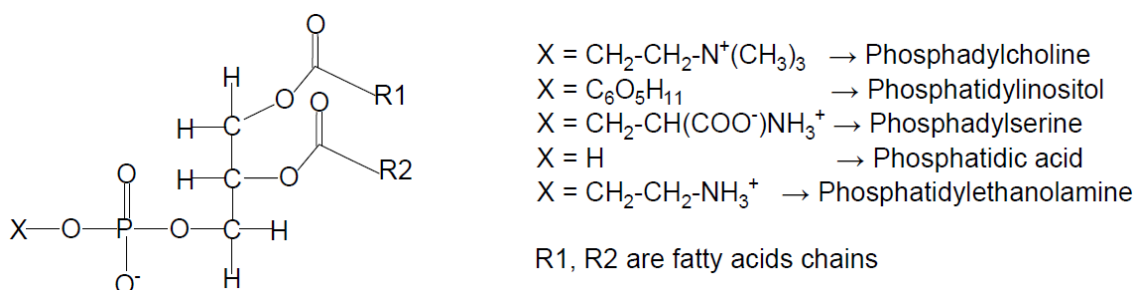 O
H O R1
O
H C
H C O R2
O
X O P O C H
O- H
X = CH₂-CH₂-N⁺(CH₃)₃ → Phosphadylcholine
X = C₆O₅H₁₁ → Phosphatidylinositol
X = CH₂-CH(COO⁻)NH₃⁺ → Phosphadylserine
X = H → Phosphatidic acid
X = CH₂-CH₂-NH₃⁺ → Phosphatidylethanolamine
R1, R2 are fatty acids chains